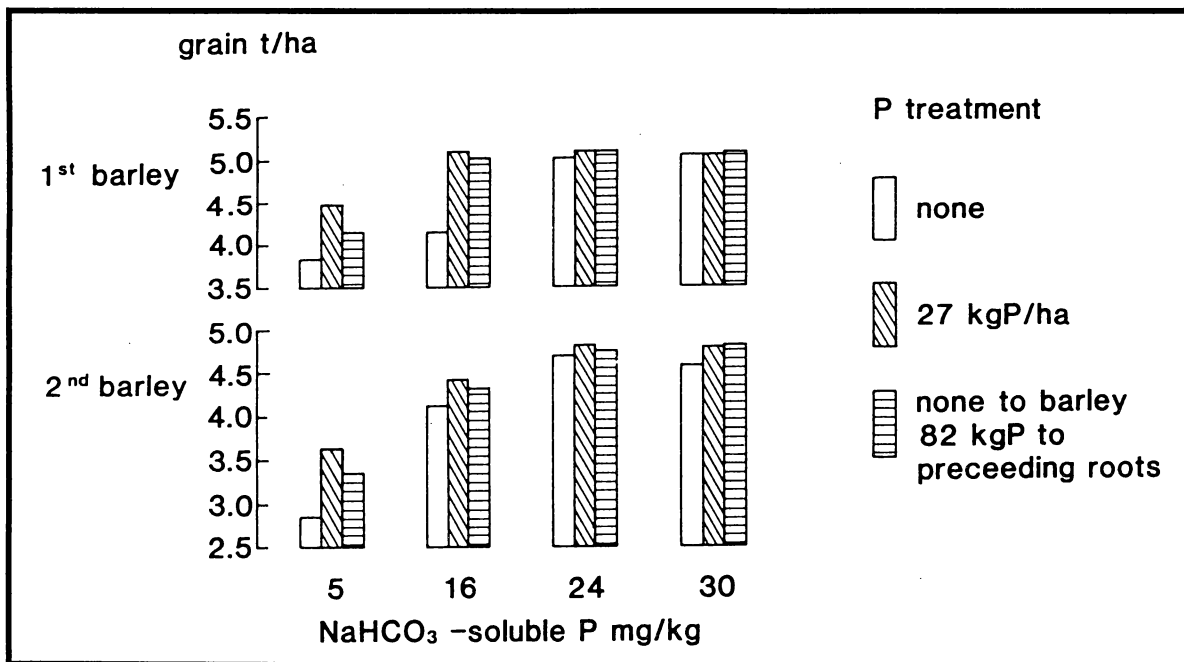 grain t/ha
1st barley
5.5
5.0
4.5
4.0
3.5
2nd barley
5.0
4.5
4.0
3.5
3.0
2.5
5 16 24 30
NaHCO₃ –soluble P mg/kg
P treatment
none
27 kgP/ha
none to barley
82 kgP to
preceeding roots